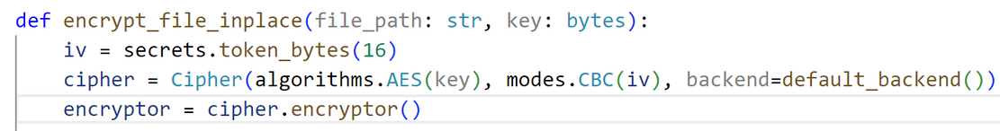 def encrypt_file_inplace(file_path: str, key: bytes):
    iv = secrets.token_bytes(16)
    cipher = Cipher(algorithms.AES(key), modes.CBC(iv), backend=default_backend())
    encryptor = cipher.encryptor()